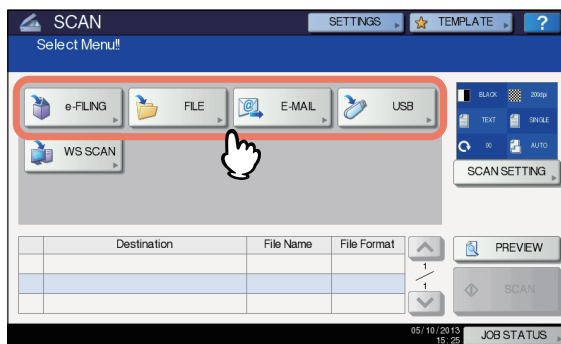 SCAN
SETTINGS
TEMPLATE
?
Select Menu!!
e-FILING
FILE
E-MAIL
USB
WS SCAN
BLACK
200dpi
TEXT
SINGLE
90
AUTO
SCAN SETTING
Destination File Name File Format
1
1
PREVIEW
SCAN
05/10/2013
15:25
JOB STATUS